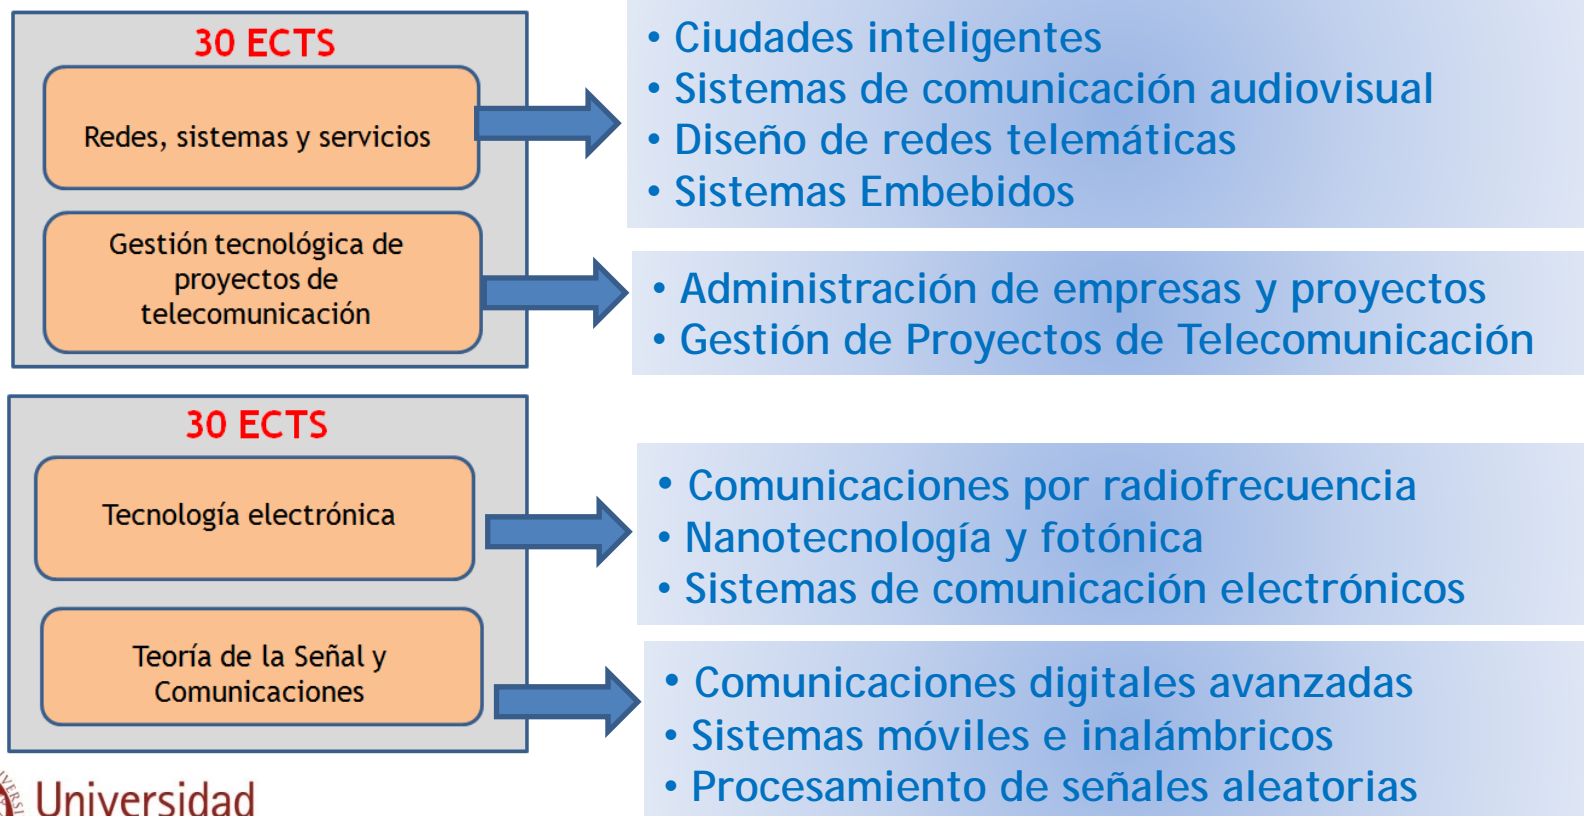 30 ECTS
Redes, sistemas y servicios
• Ciudades inteligentes
• Sistemas de comunicación audiovisual
• Diseño de redes telemáticas
• Sistemas Embebidos
Gestión tecnológica de
proyectos de
telecomunicación
• Administración de empresas y proyectos
• Gestión de Proyectos de Telecomunicación
30 ECTS
Tecnología electrónica
• Comunicaciones por radiofrecuencia
• Nanotecnología y fotónica
• Sistemas de comunicación electrónicos
Teoría de la Señal y
Comunicaciones
• Comunicaciones digitales avanzadas
• Sistemas móviles e inalámbricos
• Procesamiento de señales aleatorias
Universidad